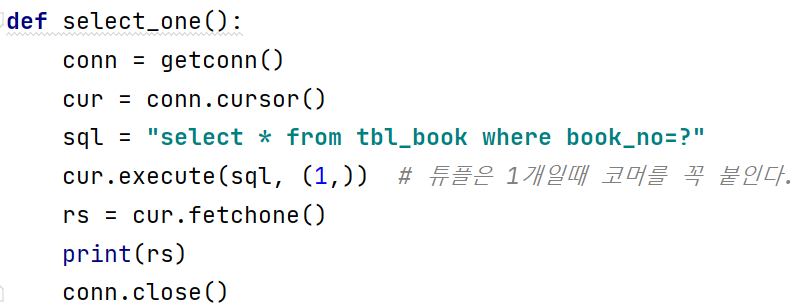 def select_one():
    conn = getconn()
    cur = conn.cursor()
    sql = "select * from tbl_book where book_no=?"
    cur.execute(sql, (1,))  # 튜플은 1개일때 코머를 꼭 붙인다.
    rs = cur.fetchone()
    print(rs)
    conn.close()